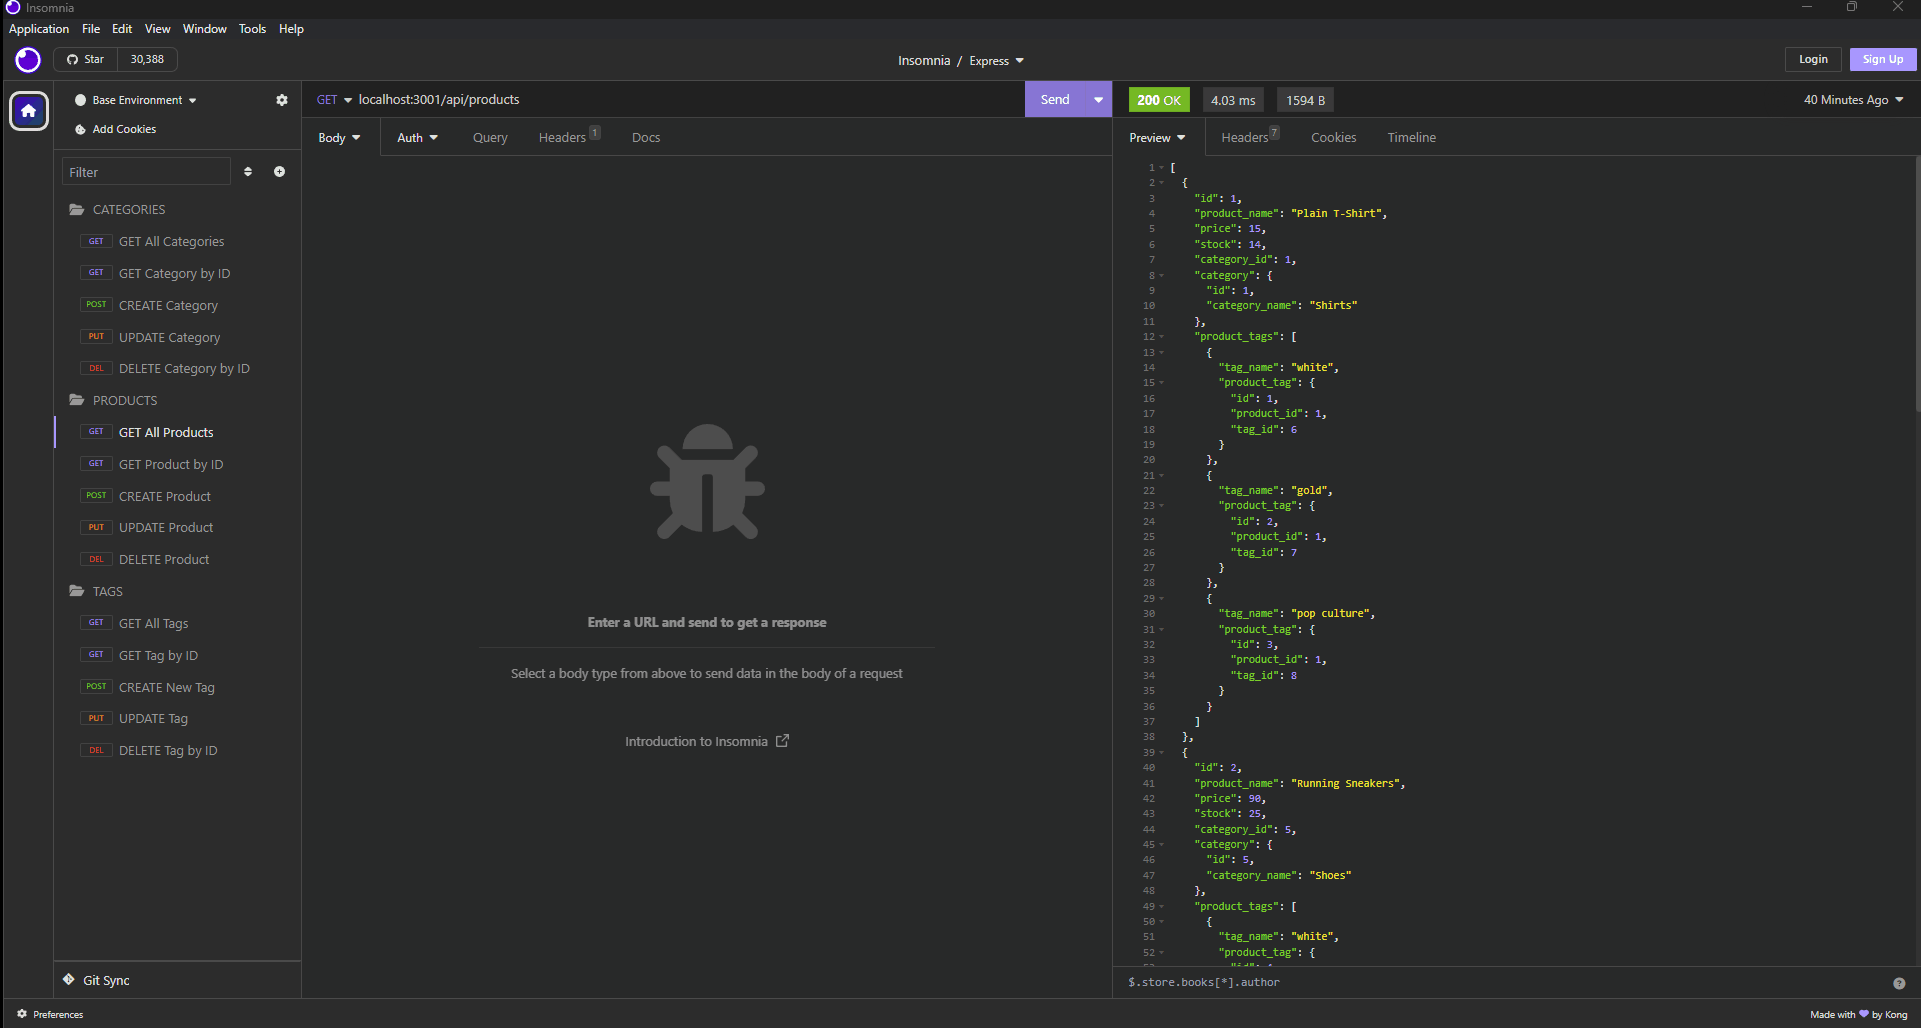 Insomnia
Application File Edit View Window Tools Help
Star 30,388
Insomnia / Express
Login Sign Up
Base Environment
Add Cookies
Filter
CATEGORIES
GET GET All Categories
GET GET Category by ID
POST CREATE Category
PUT UPDATE Category
DEL DELETE Category by ID
PRODUCTS
GET GET All Products
GET GET Product by ID
POST CREATE Product
PUT UPDATE Product
DEL DELETE Product
TAGS
GET GET All Tags
GET GET Tag by ID
POST CREATE New Tag
PUT UPDATE Tag
DEL DELETE Tag by ID
Git Sync
Preferences
GET localhost:3001/api/products Send
Body Auth Query Headers 1 Docs
Enter a URL and send to get a response
Select a body type from above to send data in the body of a request
Introduction to Insomnia
200 OK 4.03 ms 1594 B 40 Minutes Ago
Preview Headers 7 Cookies Timeline
1 [
2 {
3 "id": 1,
4 "product_name": "Plain T-Shirt",
5 "price": 15,
6 "stock": 14,
7 "category_id": 1,
8 "category": {
9 "id": 1,
10 "category_name": "Shirts"
11 },
12 "product_tags": [
13 {
14 "tag_name": "white",
15 "product_tag": {
16 "id": 1,
17 "product_id": 1,
18 "tag_id": 6
19 }
20 },
21 {
22 "tag_name": "gold",
23 "product_tag": {
24 "id": 2,
25 "product_id": 1,
26 "tag_id": 7
27 }
28 },
29 {
30 "tag_name": "pop culture",
31 "product_tag": {
32 "id": 3,
33 "product_id": 1,
34 "tag_id": 8
35 }
36 }
37 ]
38 },
39 {
40 "id": 2,
41 "product_name": "Running Sneakers",
42 "price": 90,
43 "stock": 25,
44 "category_id": 5,
45 "category": {
46 "id": 5,
47 "category_name": "Shoes"
48 },
49 "product_tags": [
50 {
51 "tag_name": "white",
52 "product_tag": {
$.store.books[*].author
Made with by Kong